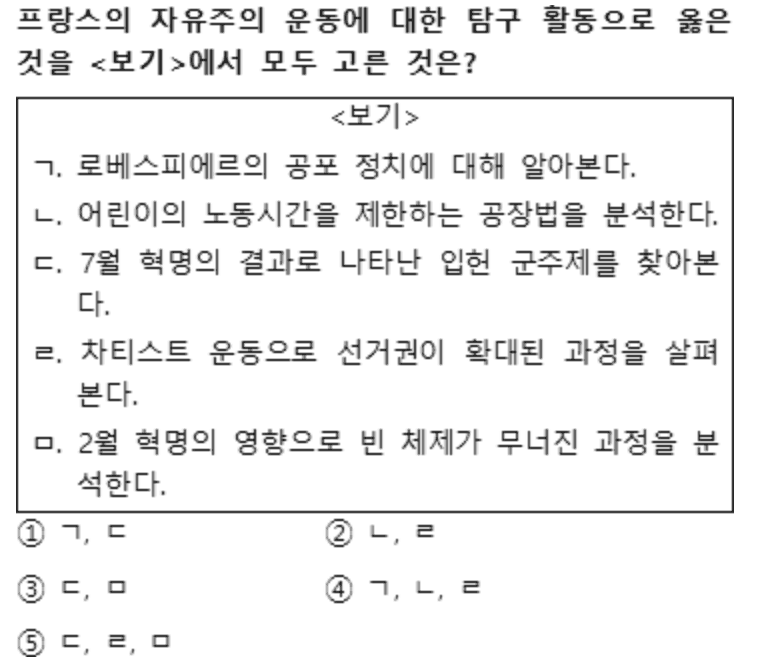 프랑스의 자유주의 운동에 대한 탐구 활동으로 옳은
것을 <보기>에서 모두 고른 것은?
<보기>
ㄱ. 로베스피에르의 공포 정치에 대해 알아본다.
ㄴ. 어린이의 노동시간을 제한하는 공장법을 분석한다.
ㄷ. 7월 혁명의 결과로 나타난 입헌 군주제를 찾아본
다.
ㄹ. 차티스트 운동으로 선거권이 확대된 과정을 살펴
본다.
ㅁ. 2월 혁명의 영향으로 빈 체제가 무너진 과정을 분
석한다.
① ㄱ, ㄷ ② ㄴ, ㄹ
③ ㄷ, ㅁ ④ ㄱ, ㄴ, ㄹ
⑤ ㄷ, ㄹ, ㅁ